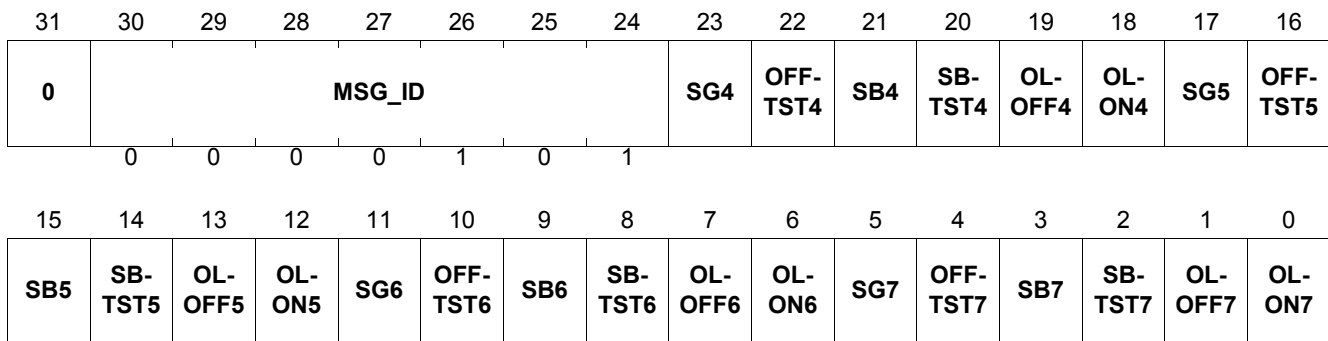 31 30 29 28 27 26 25 24 23 22 21 20 19 18 17 16
0 MSG_ID SG4 OFF-TST4 SB4 SB-TST4 OL-OFF4 OL-ON4 SG5 OFF-TST5
0 0 0 0 1 0 1
15 14 13 12 11 10 9 8 7 6 5 4 3 2 1 0
SB5 SB-TST5 OL-OFF5 OL-ON5 SG6 OFF-TST6 SB6 SB-TST6 OL-OFF6 OL-ON6 SG7 OFF-TST7 SB7 SB-TST7 OL-OFF7 OL-ON7